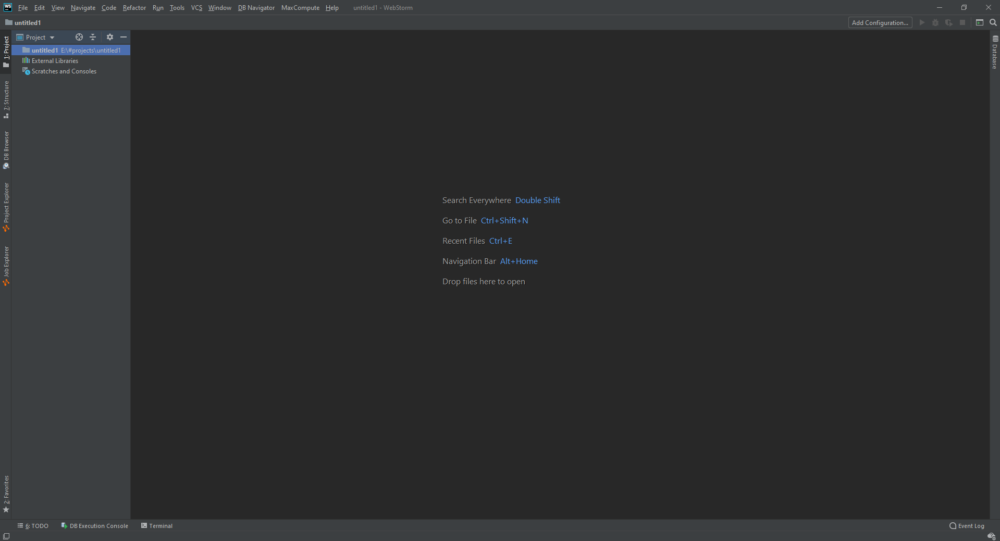 WS File Edit View Navigate Code Refactor Run Tools VCS Window DB Navigator MaxCompute Help untitled1 - WebStorm
untitled1
Add Configuration...
Project
untitled1 E:\#projects\untitled1
External Libraries
Scratches and Consoles
1: Project
7: Structure
DB Browser
Project Explorer
Job Explorer
2: Favorites
Search Everywhere Double Shift
Go to File Ctrl+Shift+N
Recent Files Ctrl+E
Navigation Bar Alt+Home
Drop files here to open
Database
6: TODO DB Execution Console Terminal
Event Log